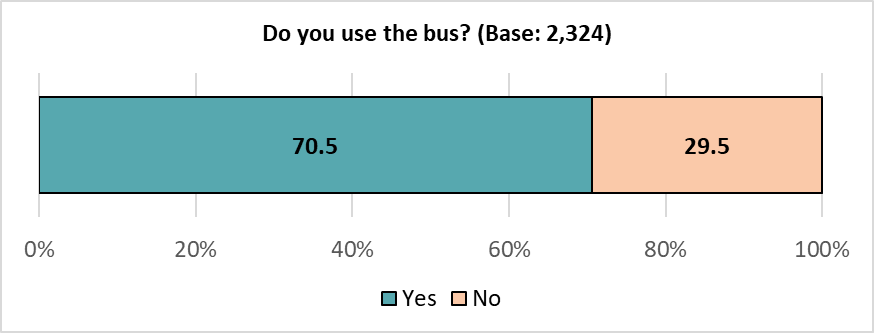 Do you use the bus? (Base: 2,324)
70.5 29.5
0% 20% 40% 60% 80% 100%
Yes No